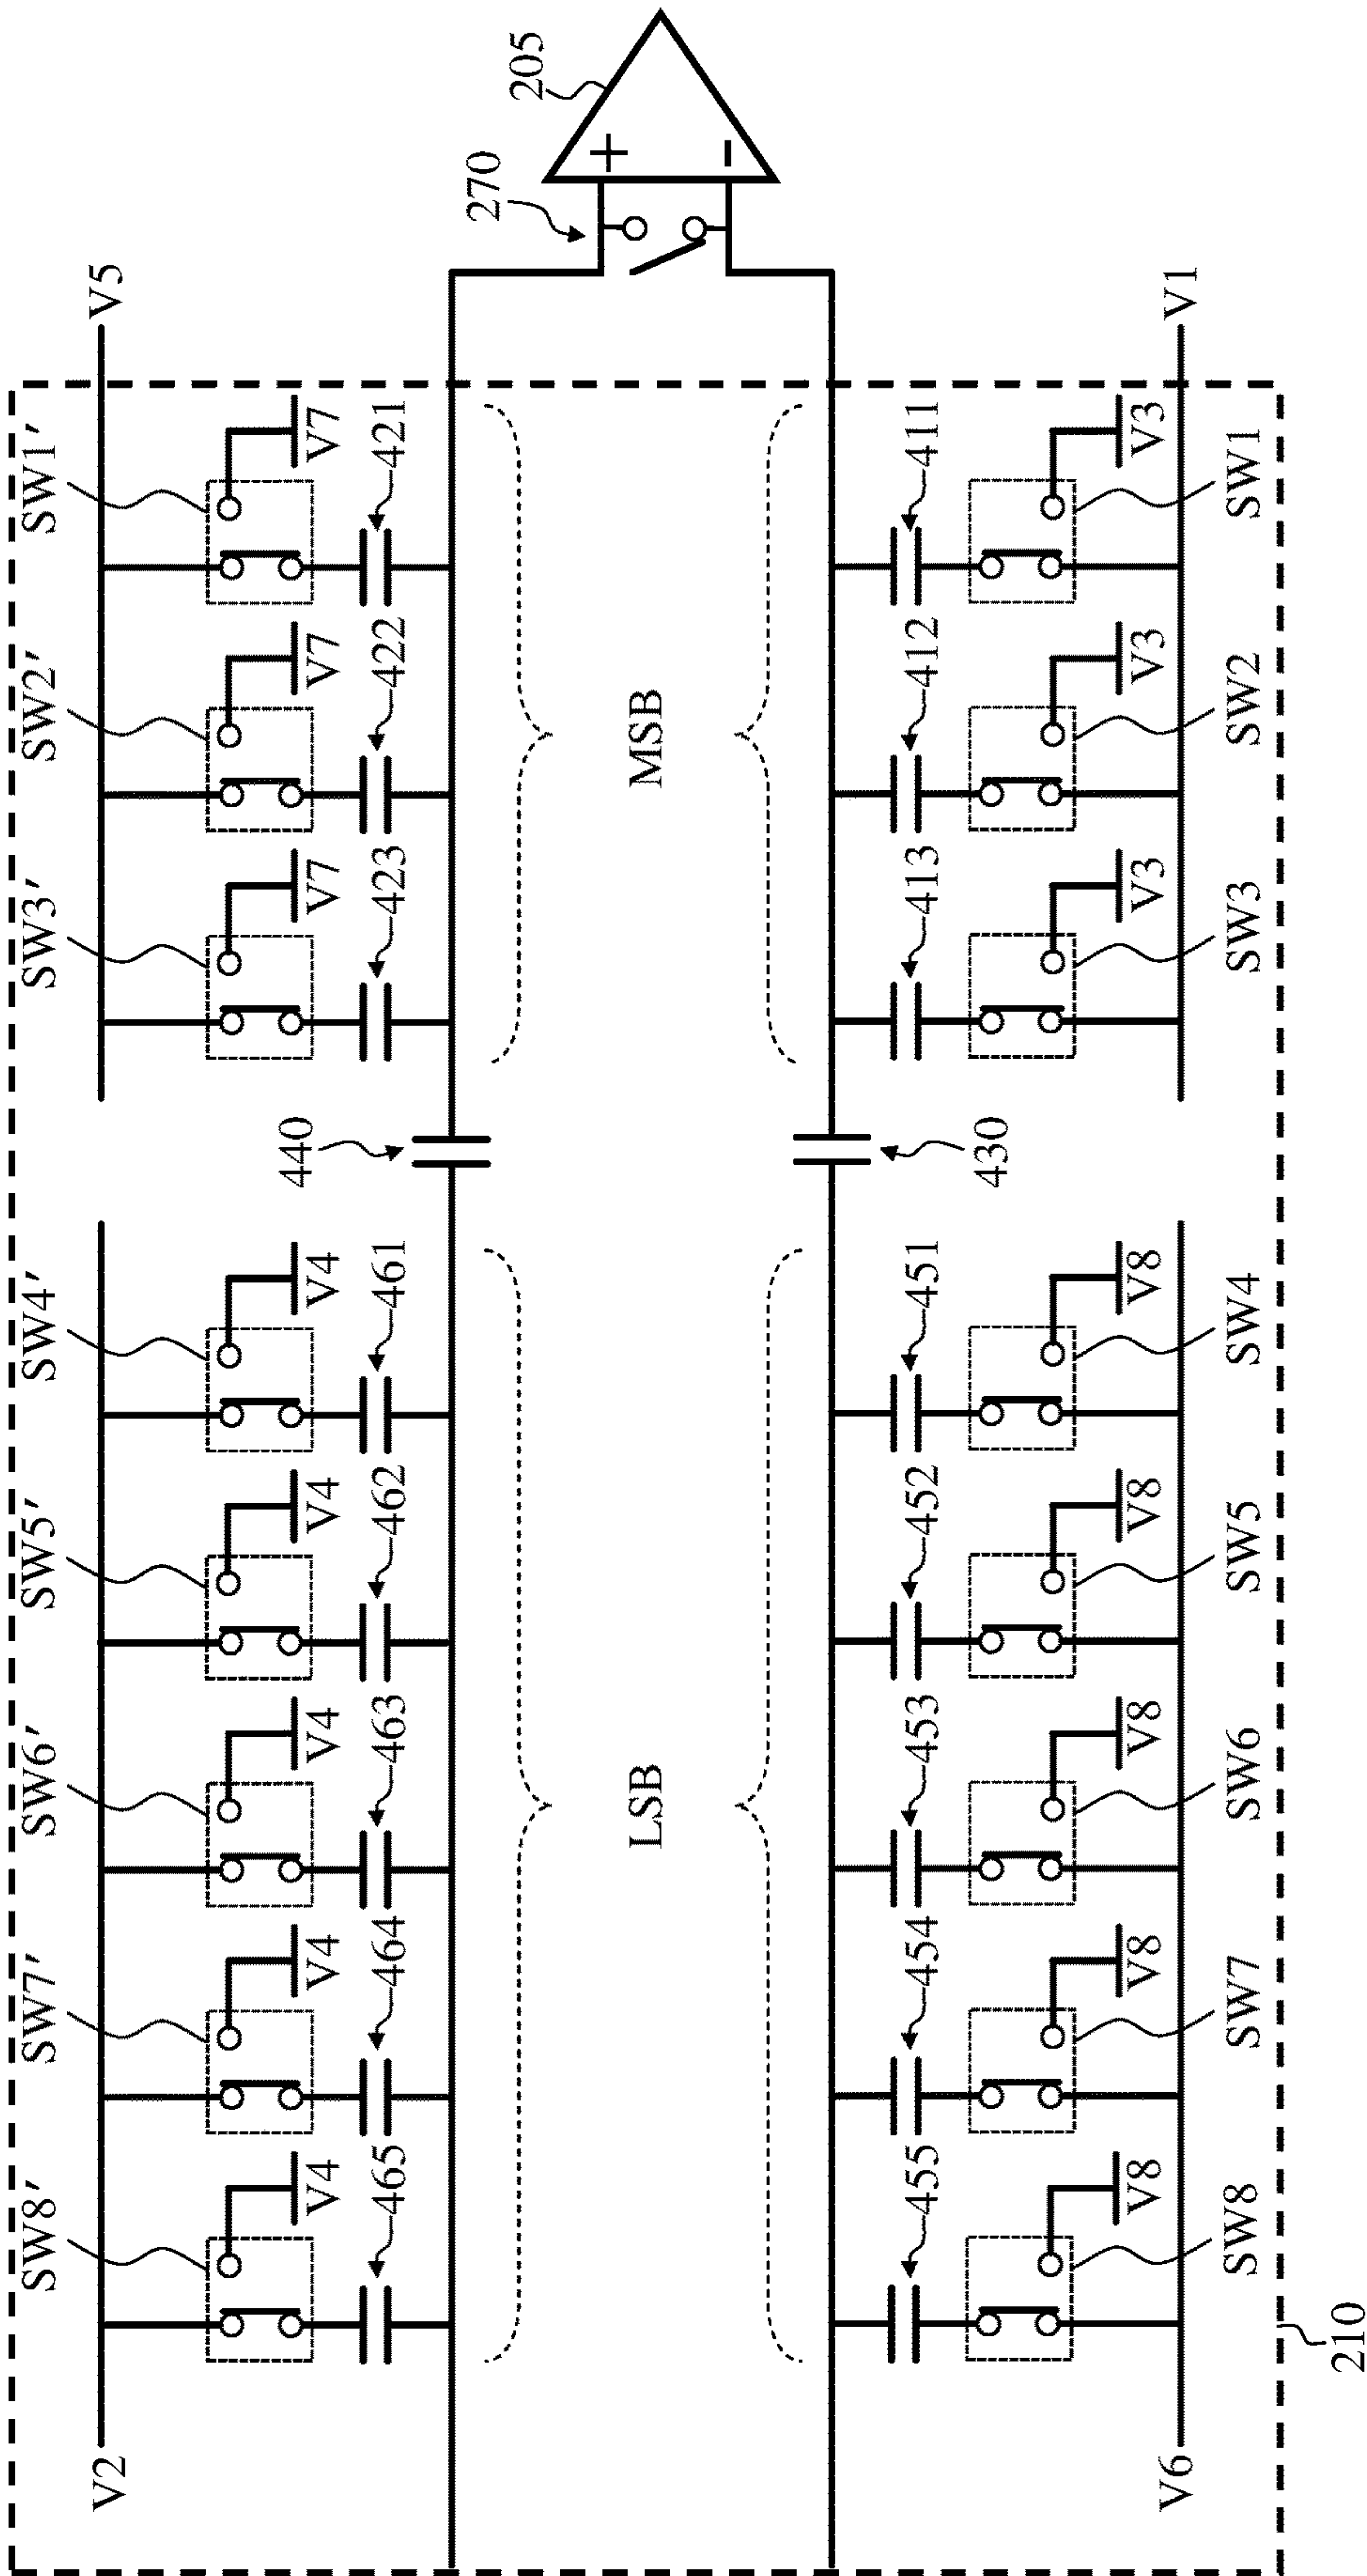 SW8′
SW7′
SW6′
SW5′
SW4′
SW3′
SW2′
SW1′
V2
V5
V4
V4
V4
V4
V4
V7
V7
V7
465
464
463
462
461
440
423
422
421
270
205
+
-
LSB
MSB
455
454
453
452
451
430
413
412
411
V8
V8
V8
V8
V8
V3
V3
V3
V6
V1
SW8
SW7
SW6
SW5
SW4
SW3
SW2
SW1
210